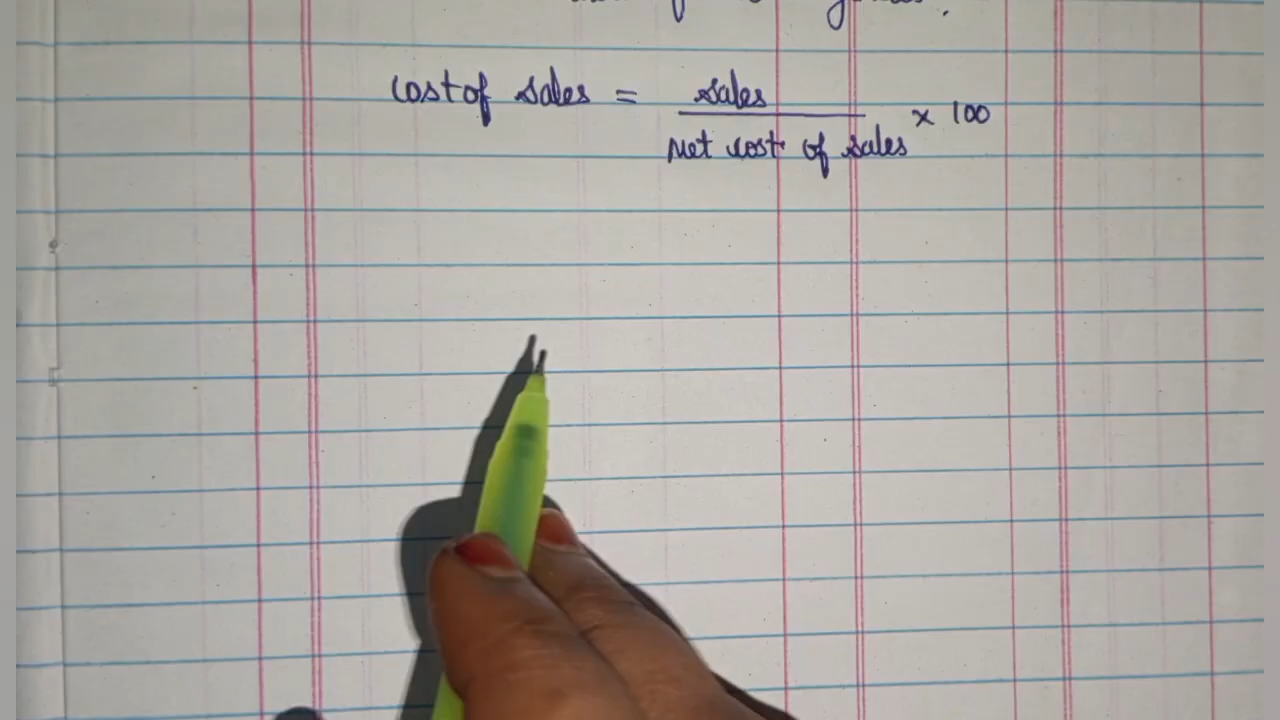 cost of sales = sales / net cost of sales × 100